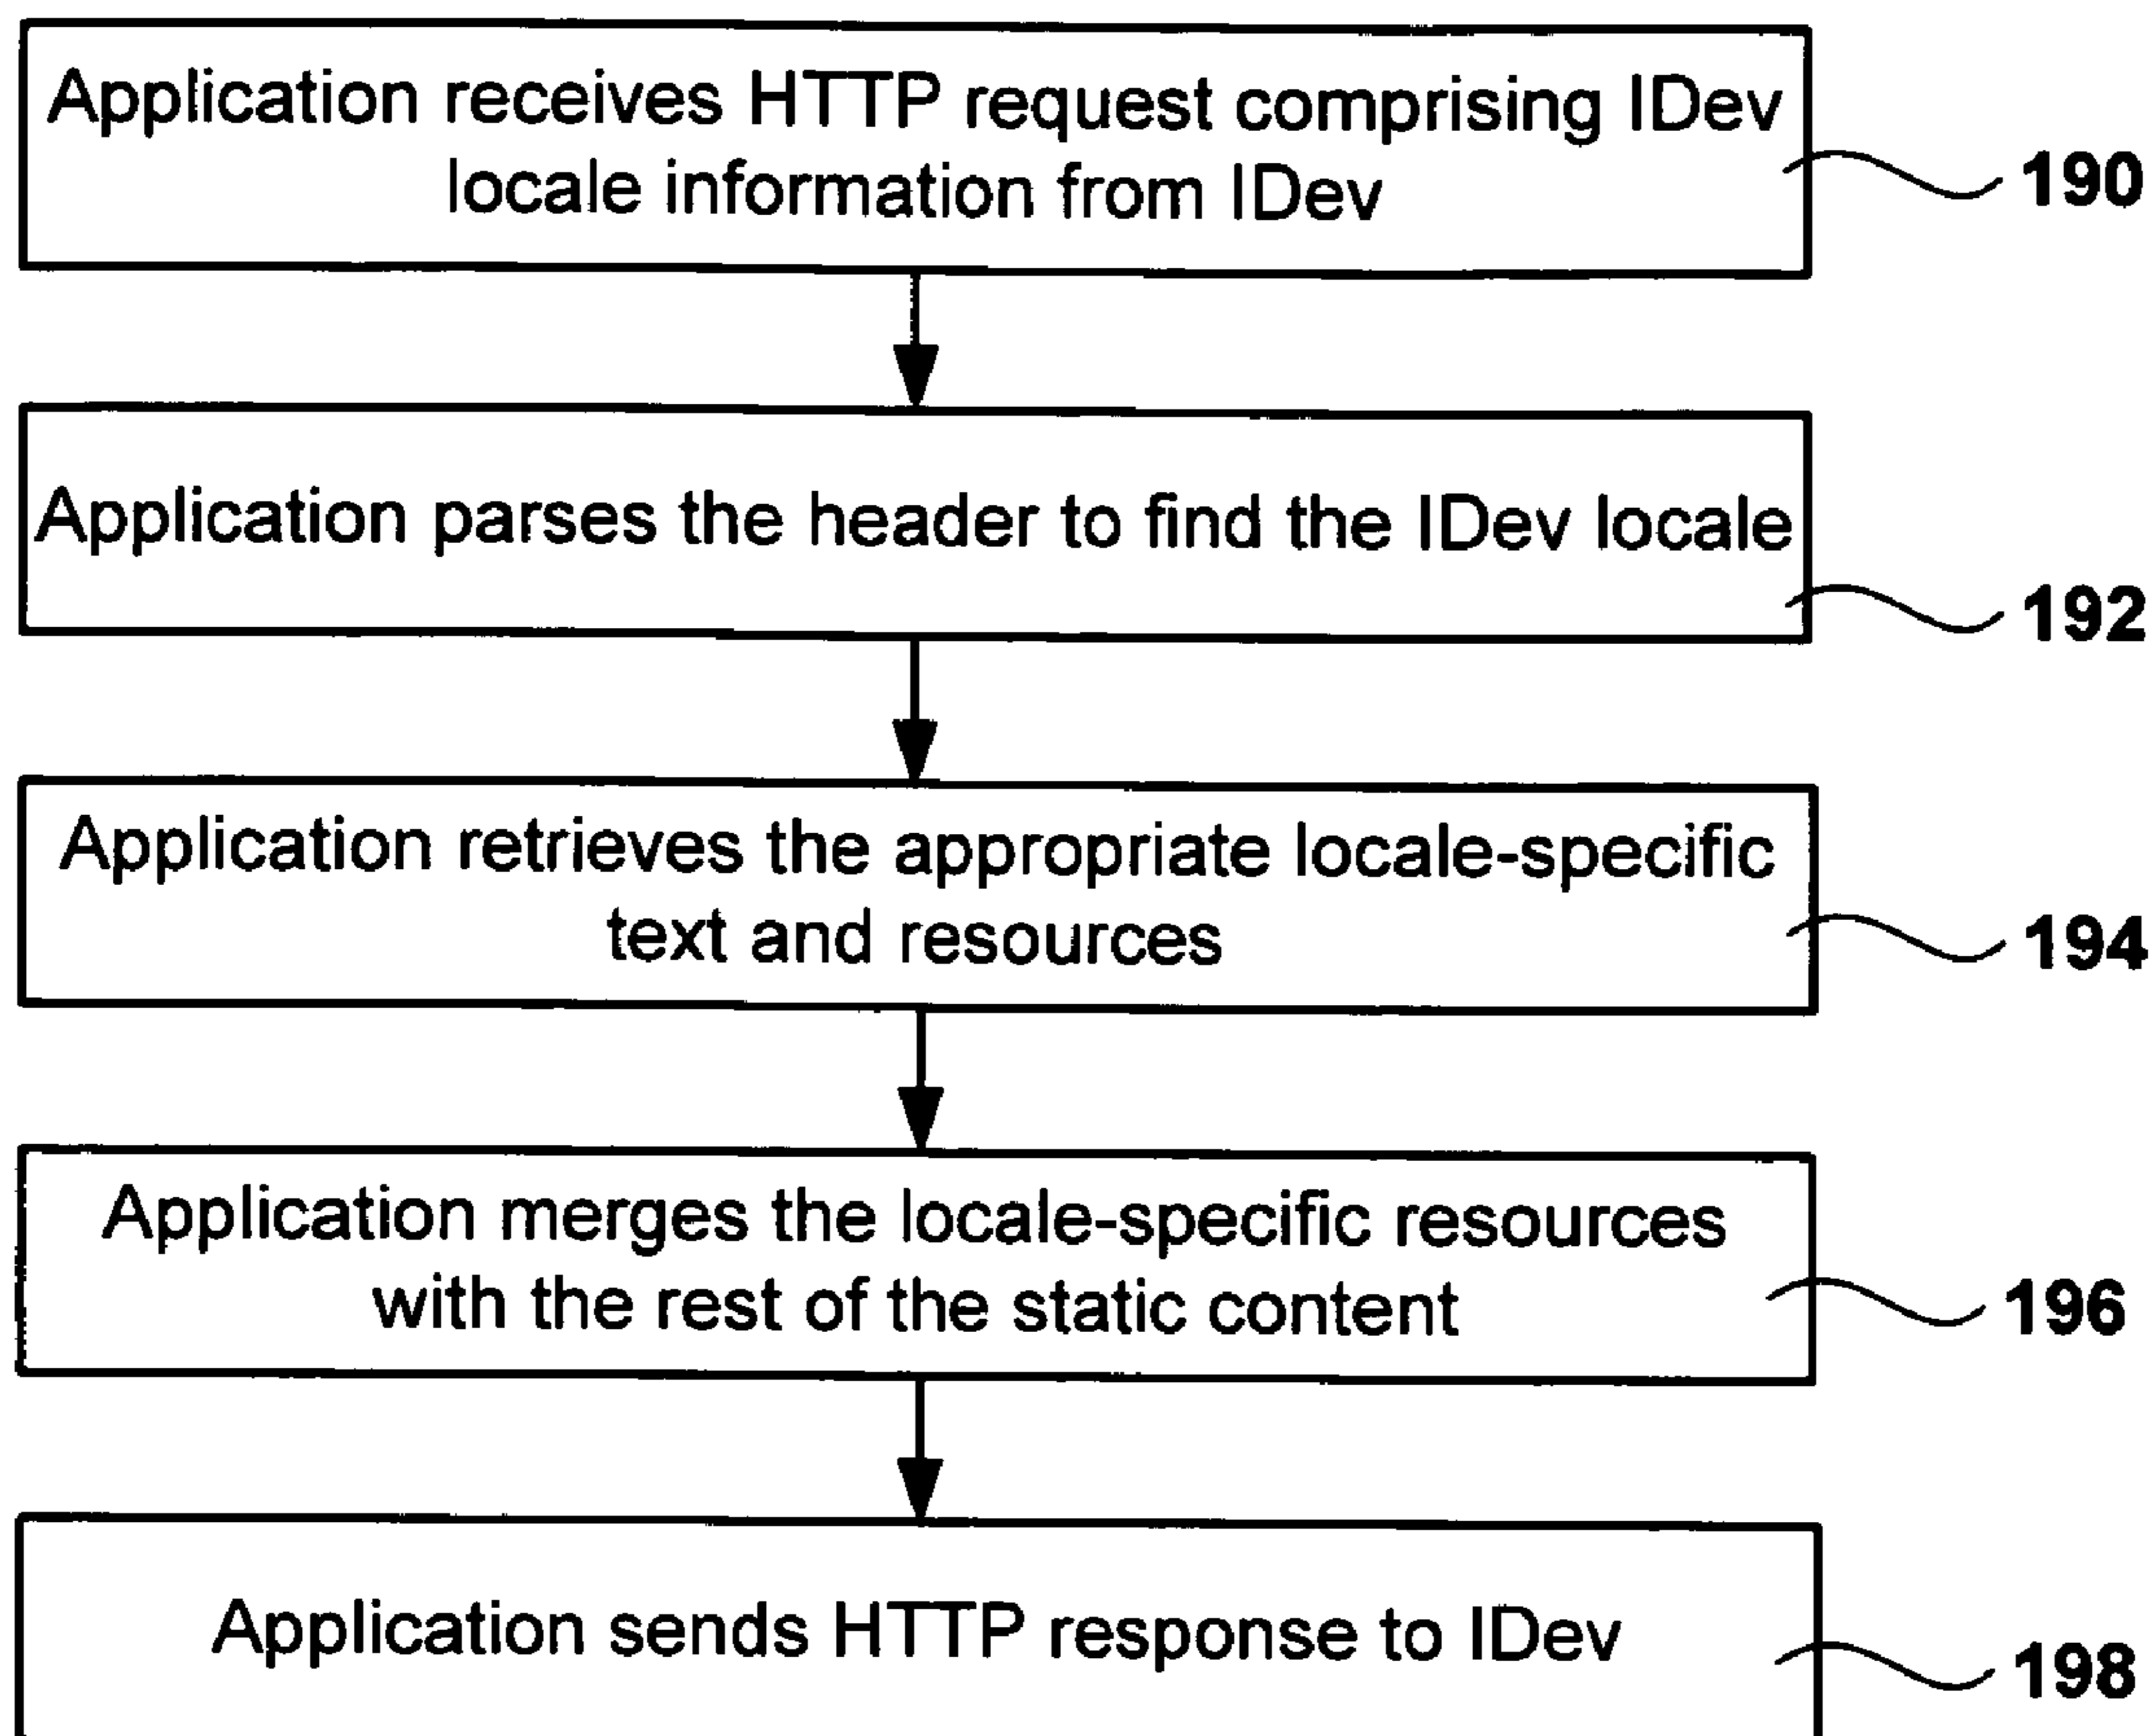 Application receives HTTP request comprising IDev
locale information from IDev
190
Application parses the header to find the IDev locale
192
Application retrieves the appropriate locale-specific
text and resources
194
Application merges the locale-specific resources
with the rest of the static content
196
Application sends HTTP response to IDev
198